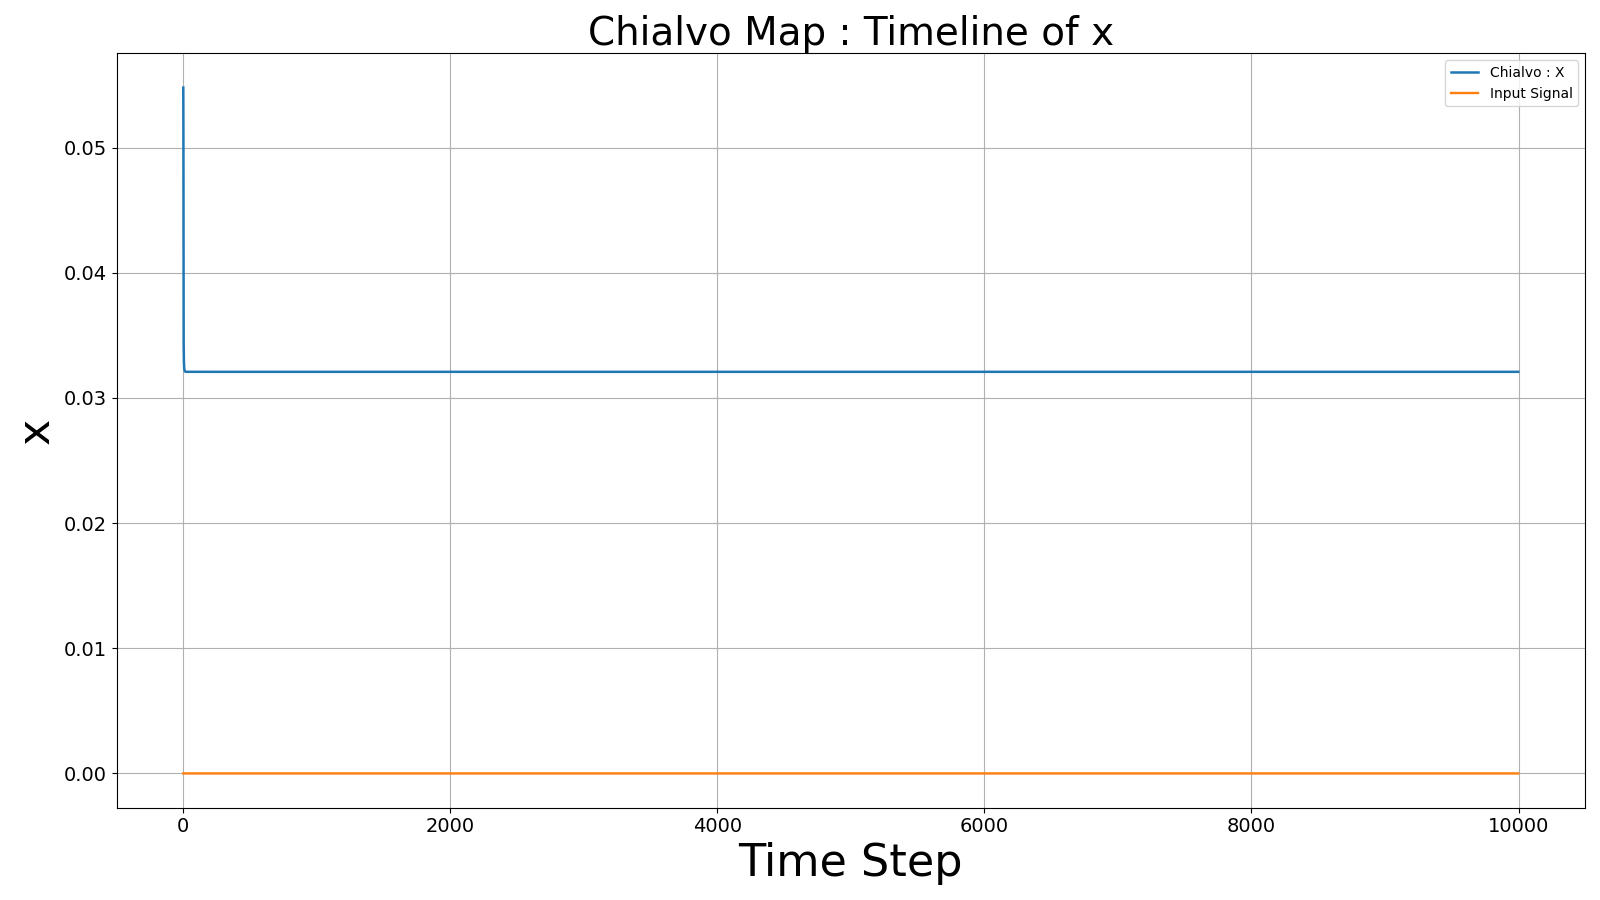 Chialvo Map : Timeline of x
Chialvo : X
Input Signal
0.05
0.04
0.03
0.02
0.01
0.00
x
0 2000 4000 6000 8000 10000
Time Step